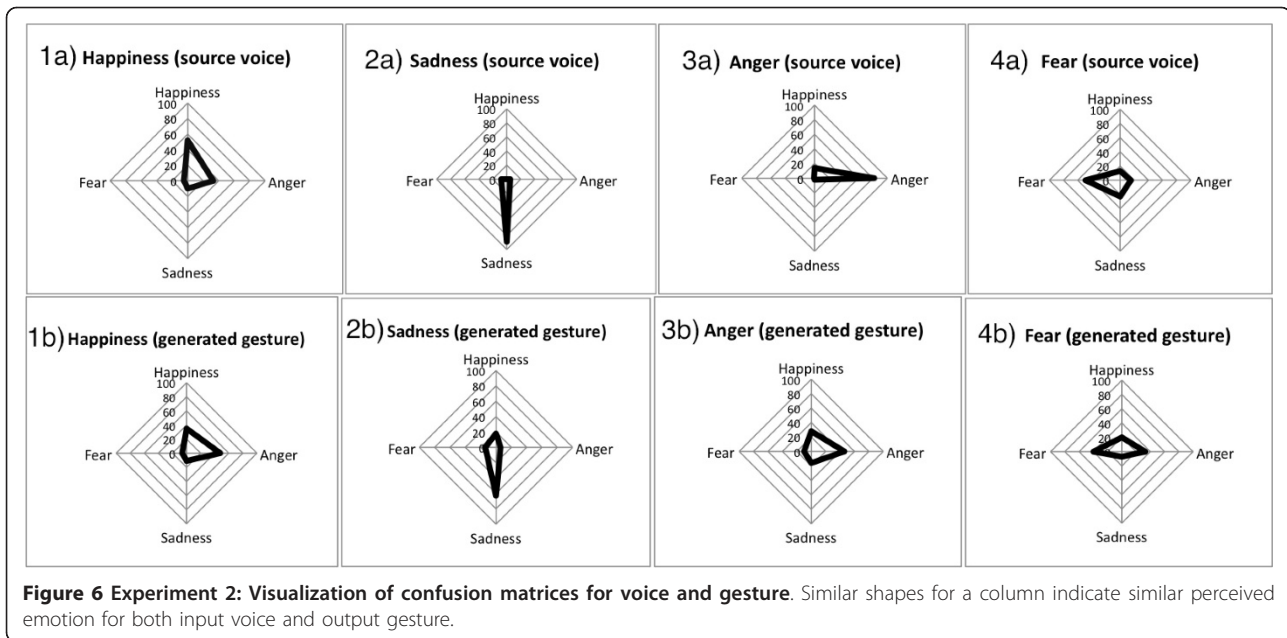 1a) Happiness (source voice)
Happiness
100
80
60
40
20
0
Fear
Anger
Sadness
2a) Sadness (source voice)
Happiness
100
80
60
40
20
0
Fear
Anger
Sadness
3a) Anger (source voice)
Happiness
100
80
60
40
20
0
Fear
Anger
Sadness
4a) Fear (source voice)
Happiness
100
80
60
40
20
0
Fear
Anger
Sadness
1b) Happiness (generated gesture)
Happiness
100
80
60
40
20
0
Fear
Anger
Sadness
2b) Sadness (generated gesture)
Happiness
100
80
60
40
20
0
Fear
Anger
Sadness
3b) Anger (generated gesture)
Happiness
100
80
60
40
20
0
Fear
Anger
Sadness
4b) Fear (generated gesture)
Happiness
100
80
60
40
20
0
Fear
Anger
Sadness
Figure 6 Experiment 2: Visualization of confusion matrices for voice and gesture. Similar shapes for a column indicate similar perceived
emotion for both input voice and output gesture.